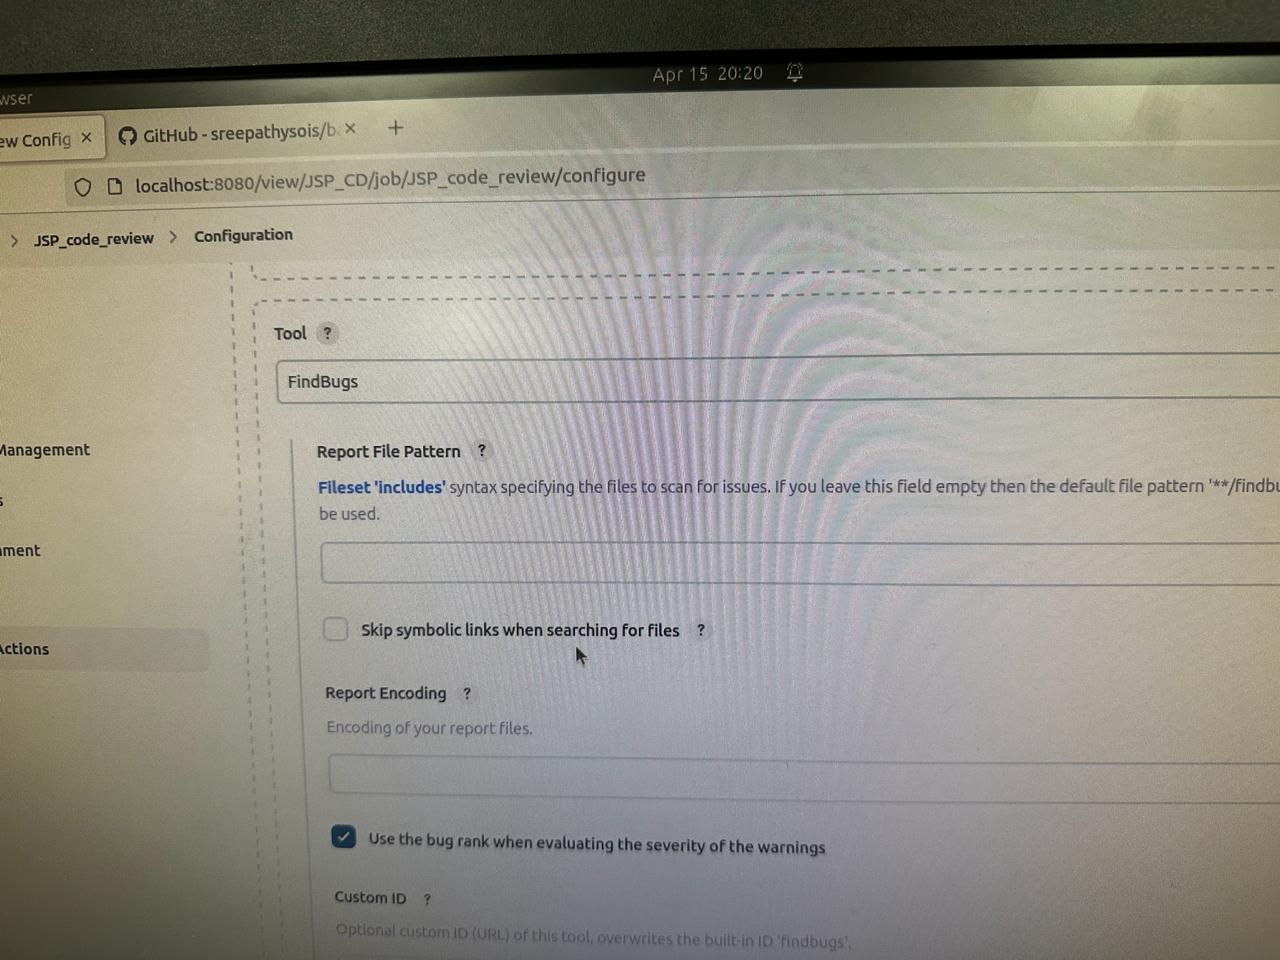 Apr 15 20:20
wser
ew Config ×
GitHub - sreepathysois/b × +
localhost:8080/view/JSP_CD/job/JSP_code_review/configure
> JSP_code_review > Configuration
Tool ?
FindBugs
Management
s
Report File Pattern ?
Fileset 'includes' syntax specifying the files to scan for issues. If you leave this field empty then the default file pattern '**/findbu
be used.
nment
Actions
Skip symbolic links when searching for files ?
Report Encoding ?
Encoding of your report files.
Use the bug rank when evaluating the severity of the warnings
Custom ID ?
Optional custom ID (URL) of this tool, overwrites the built-in ID 'findbugs'.